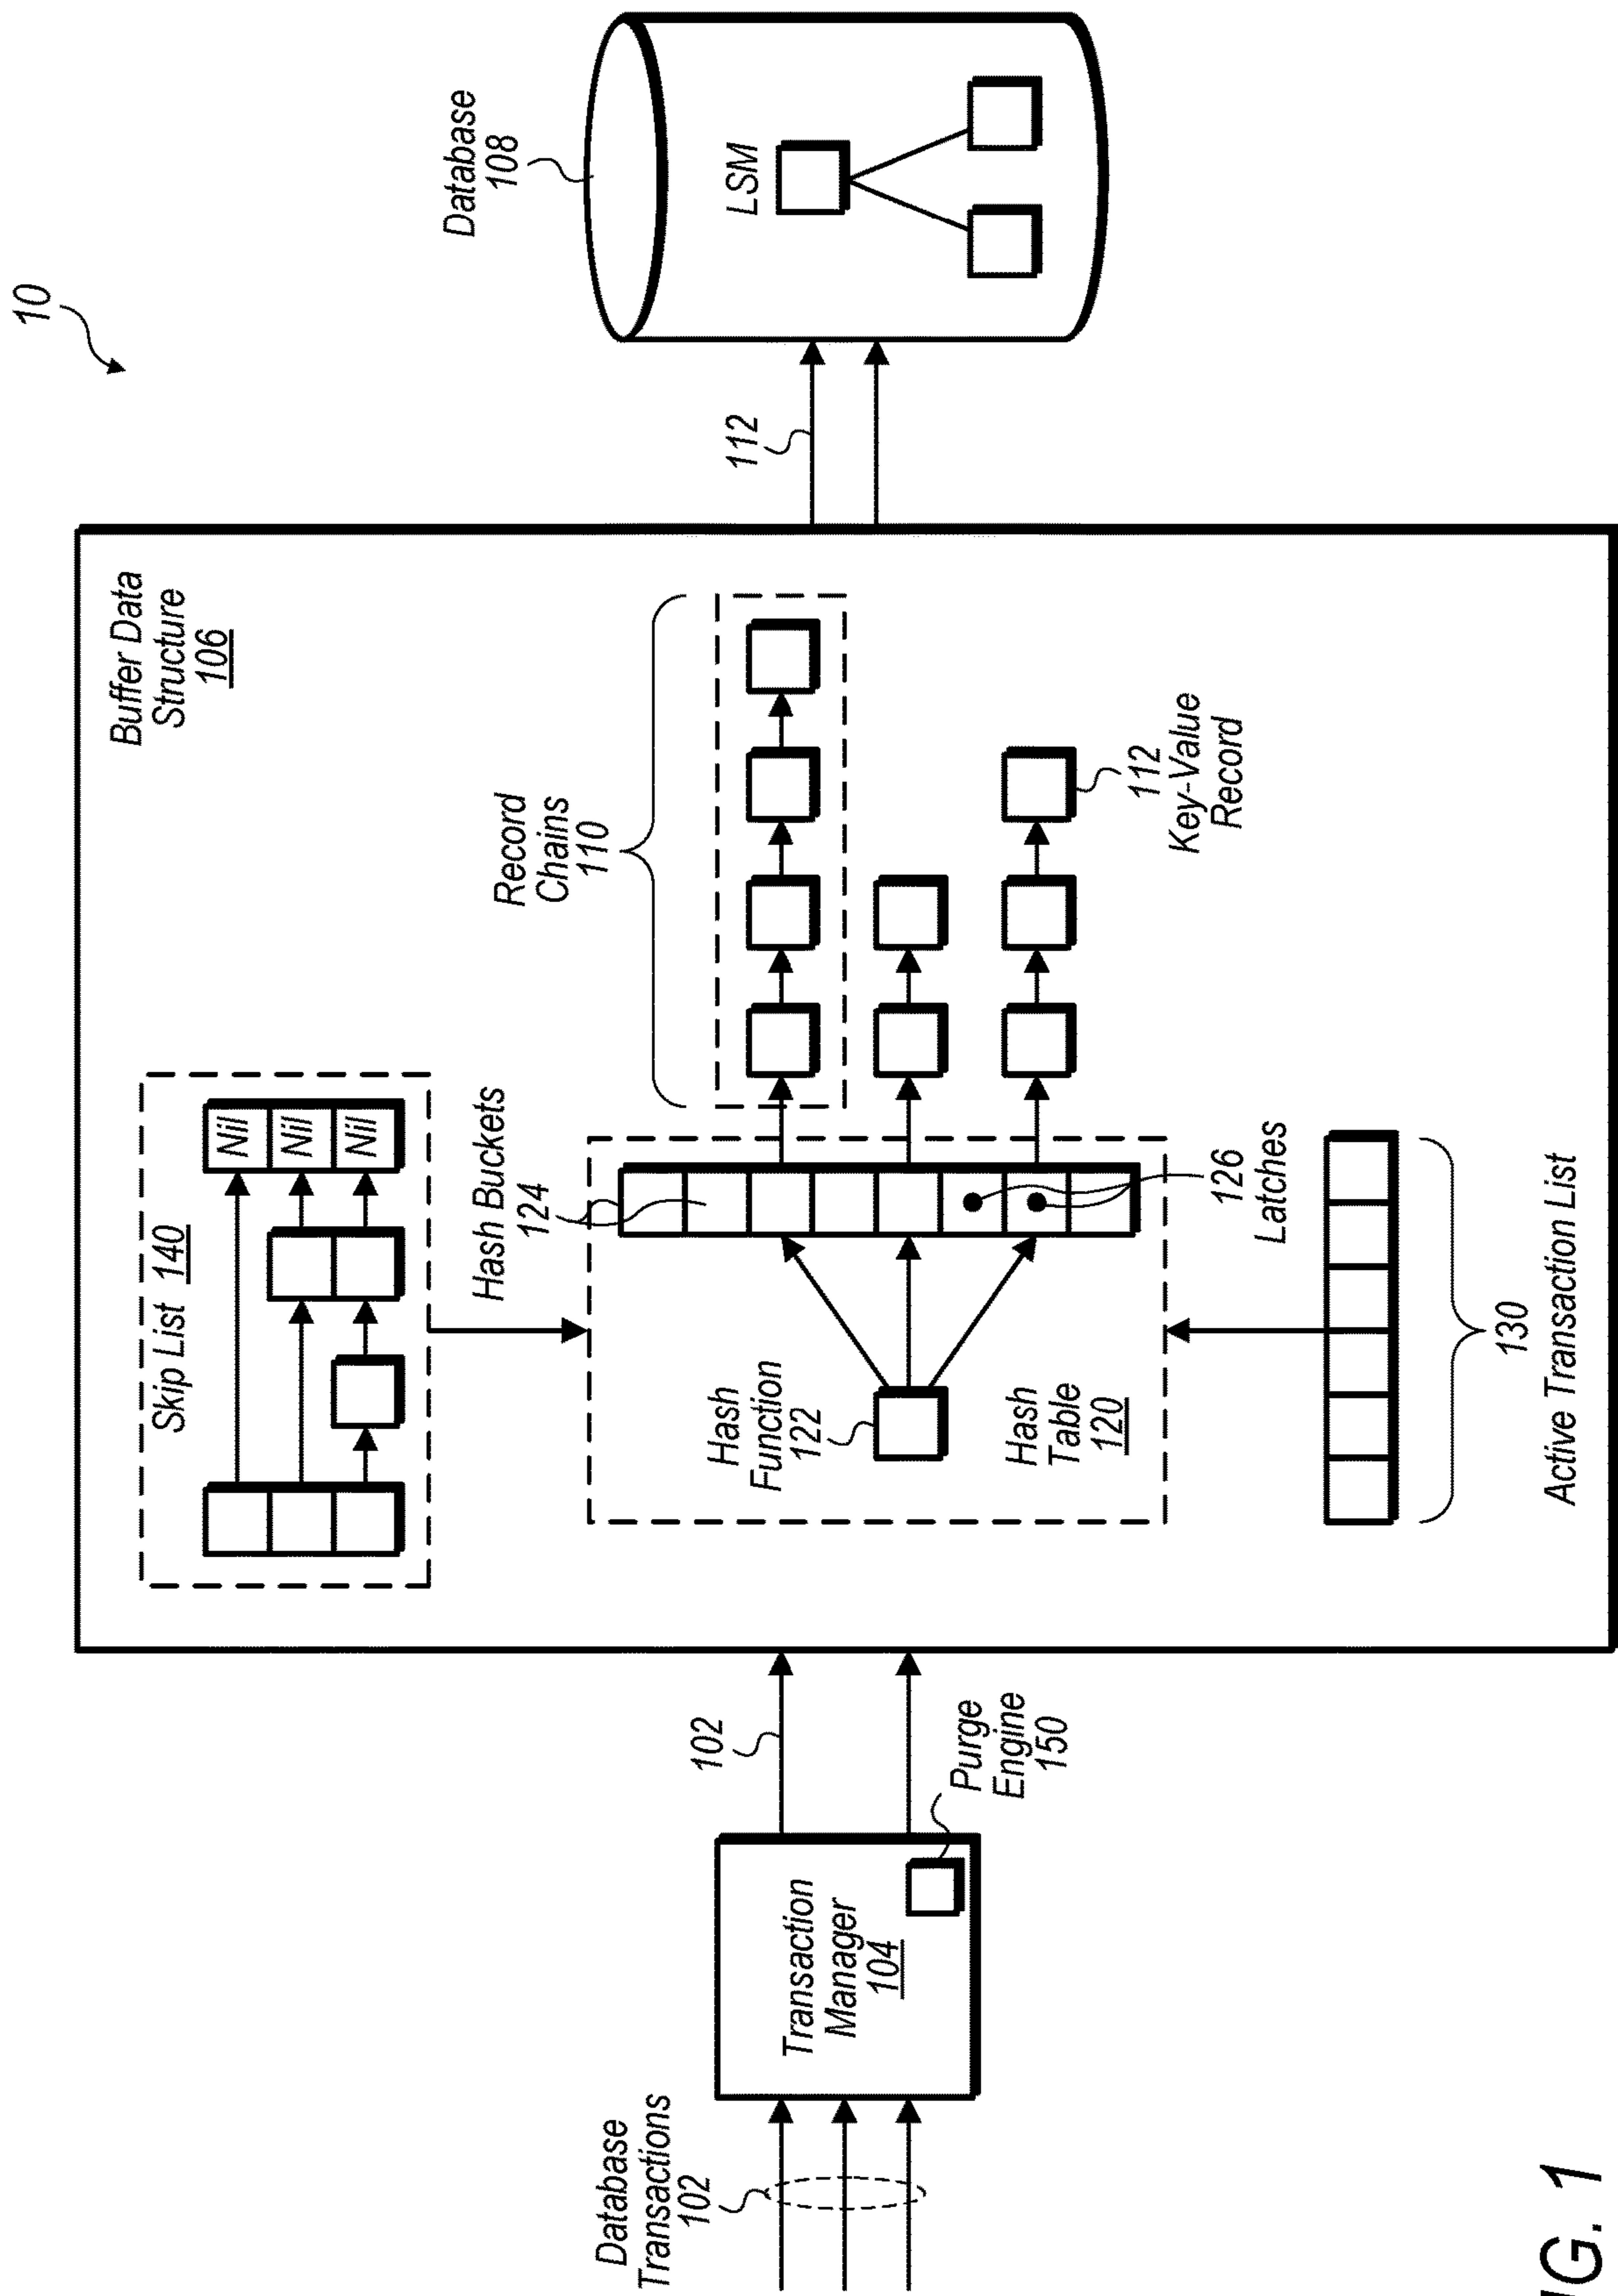 10
Database
108
LSM
112
Buffer Data
Structure
106
Skip List 140
Nil
Nil
Nil
Record
Chains
110
Hash Buckets
124
112
Key-Value
Record
Hash
Function
122
Hash
Table
120
126
Latches
130
Active Transaction List
102
Purge
Engine
150
Transaction
Manager
104
Database
Transactions
102